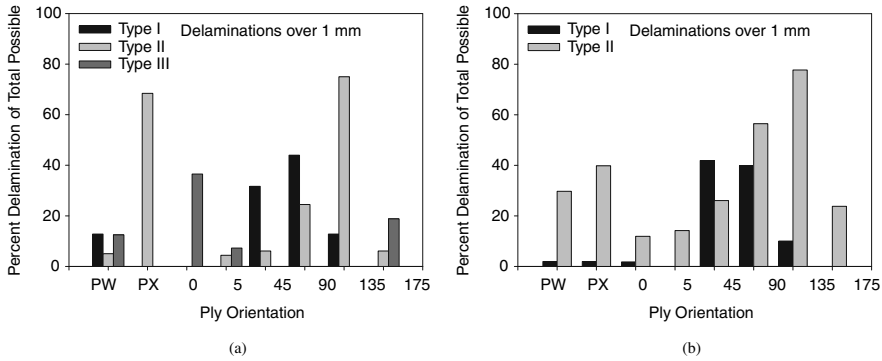 (a)
Percent Delamination of Total Possible
100
80
60
40
20
0
Type I
Type II
Type III
Delaminations over 1 mm
PW PX 0 5 45 90 135 175
Ply Orientation
(a)
(b)
Percent Delamination of Total Possible
100
80
60
40
20
0
Type I
Type II
Delaminations over 1 mm
PW PX 0 5 45 90 135 175
Ply Orientation
(b)